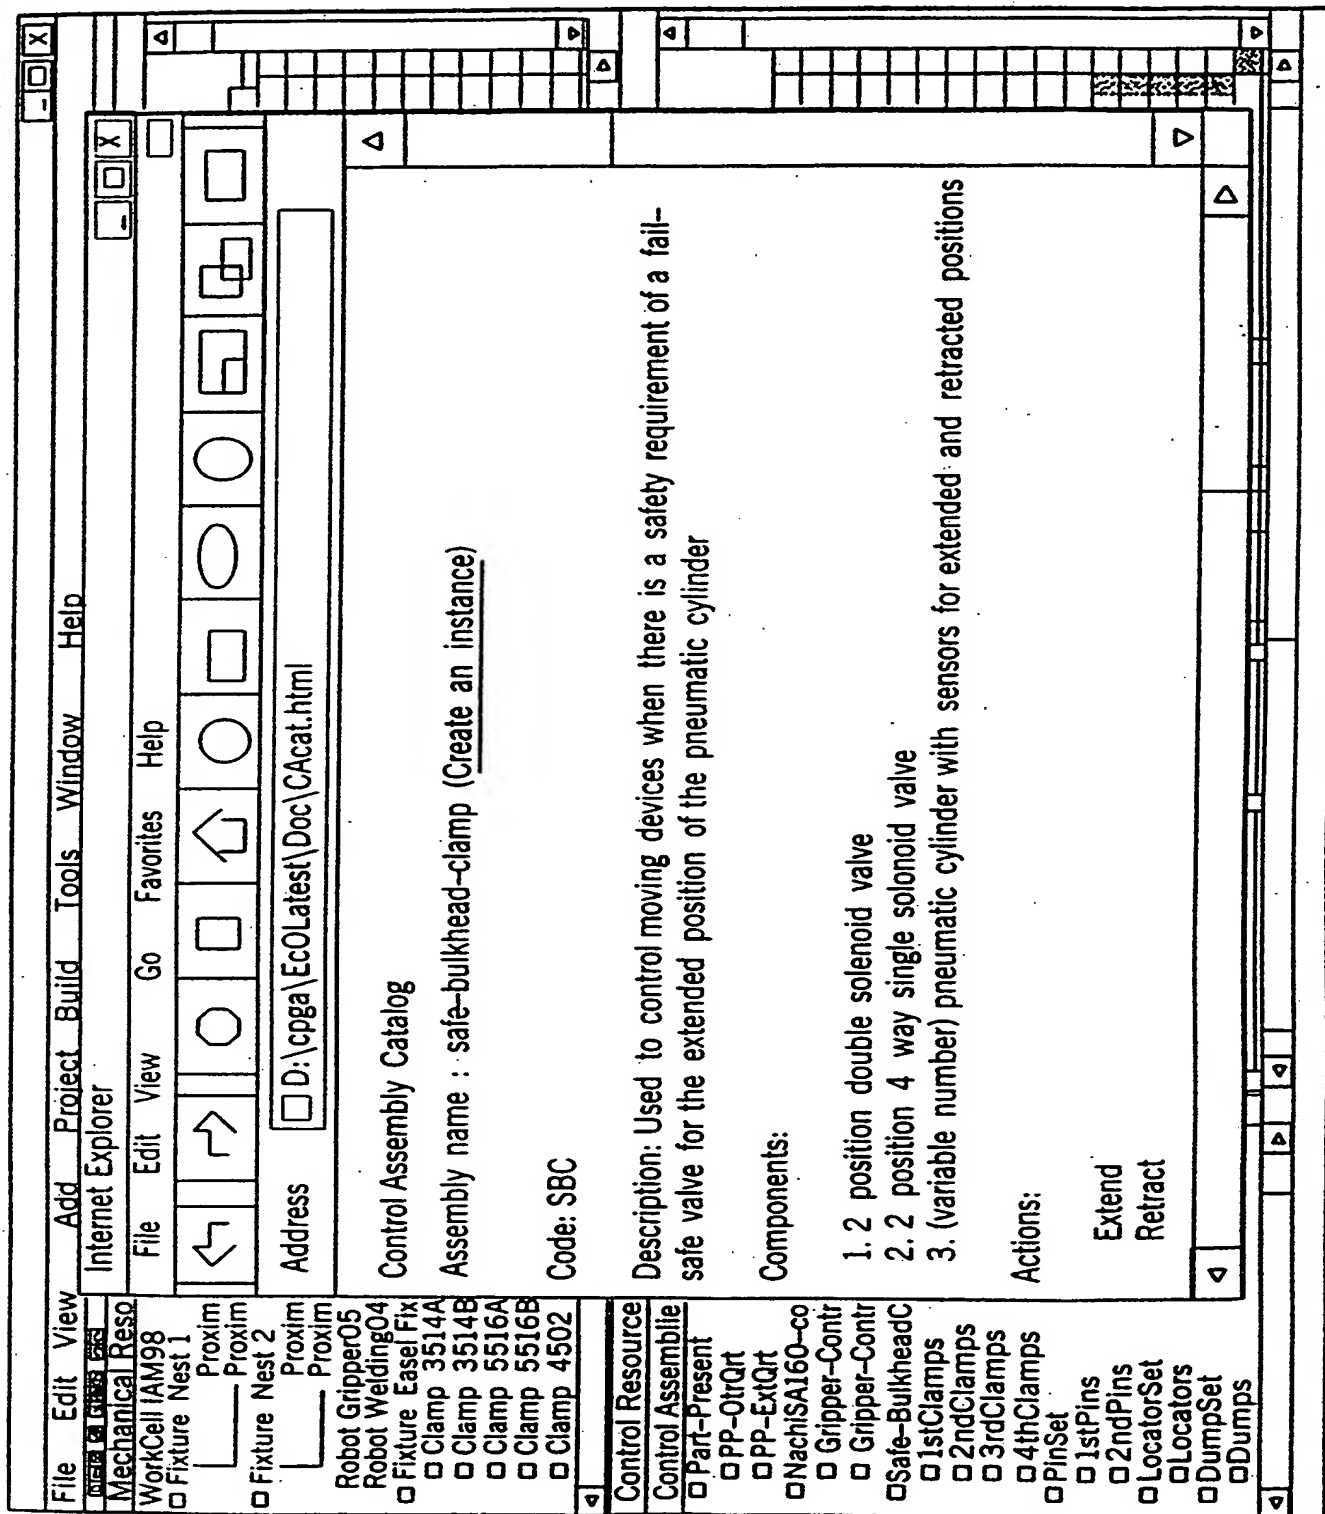 File Edit View Add Project Build Tools Window Help
Mechanical Reso
WorkCell IAM98
Fixture Nest 1
Proxim
Proxim
Fixture Nest 2
Proxim
Proxim
Robot Gripper05
Robot Welding04
Fixture Easel Fix
Clamp 3514A
Clamp 3514B
Clamp 5516A
Clamp 5516B
Clamp 4502
Control Resource
Control Assemblie
Part-Present
PP-OtrQrt
PP-ExtQrt
NachiSA160-co
Gripper-Contr
Gripper-Contr
Safe-BulkheadC
1stClamps
2ndClamps
3rdClamps
4thClamps
PinSet
1stPins
2ndPins
LocatorSet
Locators
DumpSet
Dumps
Internet Explorer
File Edit View Go Favorites Help
Address D:\cpga\EcOLatest\Doc\CAcat.html
Control Assembly Catalog
Assembly name : safe-bulkhead-clamp (Create an instance)
Code: SBC
Description: Used to control moving devices when there is a safety requirement of a fail-
safe valve for the extended position of the pneumatic cylinder
Components:
1. 2 position double solenoid valve
2. 2 position 4 way single solonoid valve
3. (variable number) pneumatic cylinder with sensors for extended and retracted positions
Actions:
Extend
Retract